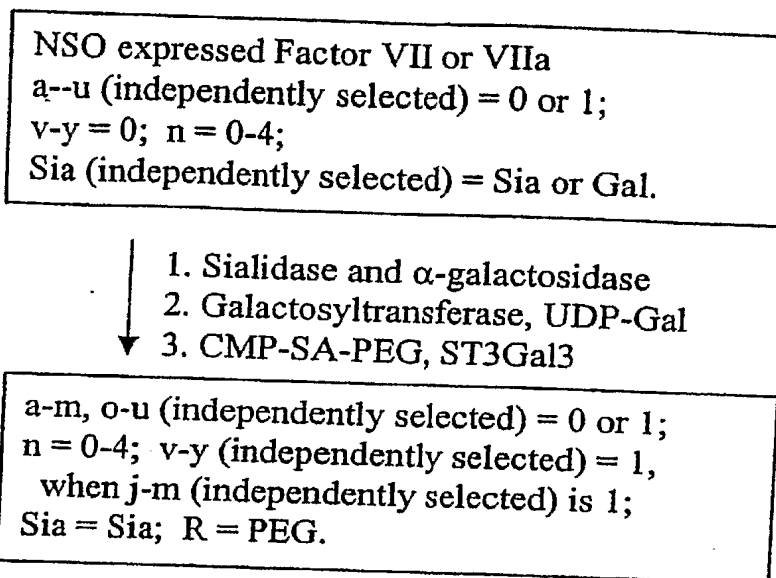 NSO expressed Factor VII or VIIa
a--u (independently selected) = 0 or 1;
v-y = 0; n = 0-4;
Sia (independently selected) = Sia or Gal.
1. Sialidase and α-galactosidase
2. Galactosyltransferase, UDP-Gal
3. CMP-SA-PEG, ST3Gal3
a-m, o-u (independently selected) = 0 or 1;
n = 0-4; v-y (independently selected) = 1,
when j-m (independently selected) is 1;
Sia = Sia; R = PEG.